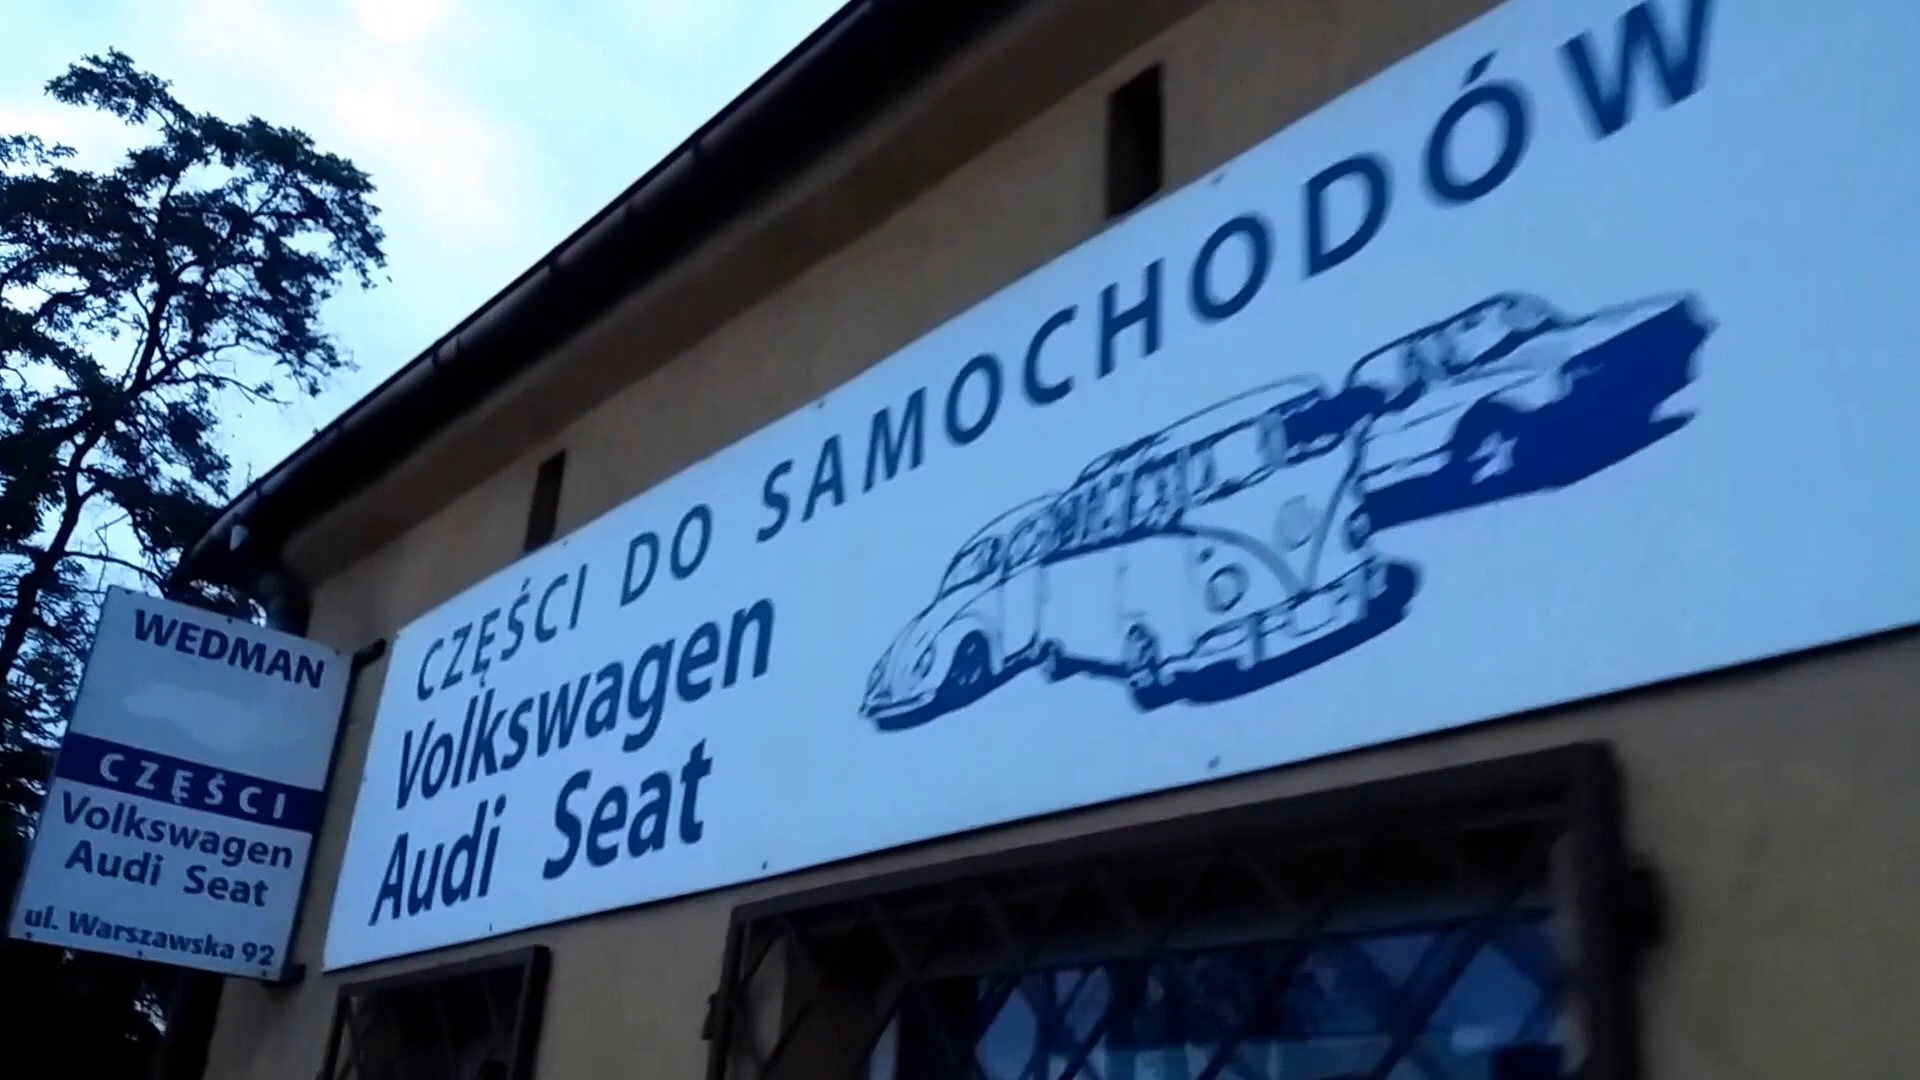 CZĘŚCI DO SAMOCHODÓW
Volkswagen
Audi Seat
WEDMAN
CZĘŚCI
Volkswagen
Audi Seat
ul. Warszawska 92